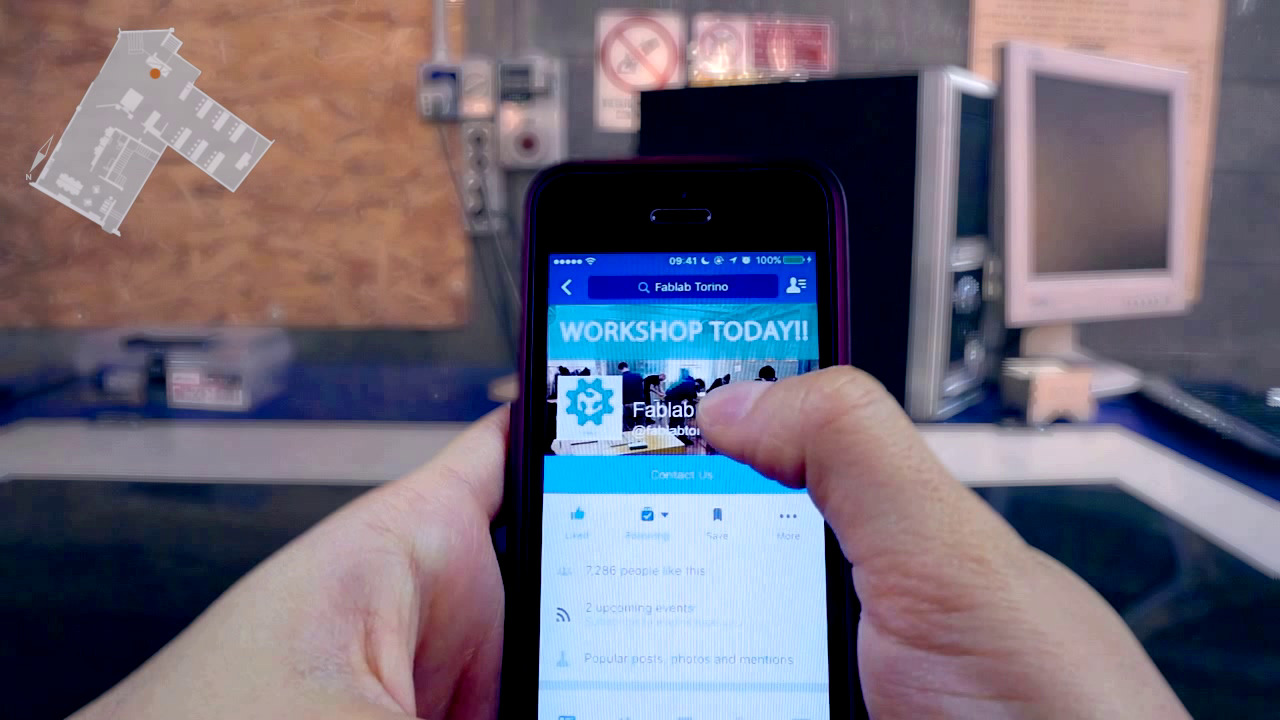 N
09:41
100%
Fablab Torino
WORKSHOP TODAY!!
Fablab
@fablabtor
Contact Us
Liked
Following
Save
More
7,286 people like this
2 upcoming events
Popular posts, photos and mentions